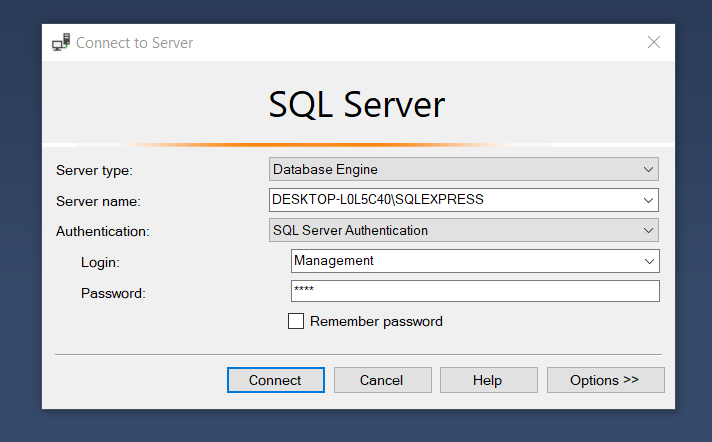 Connect to Server
SQL Server
Server type: Database Engine
Server name: DESKTOP-L0L5C40\SQLEXPRESS
Authentication: SQL Server Authentication
Login: Management
Password: ****
Remember password
Connect Cancel Help Options >>